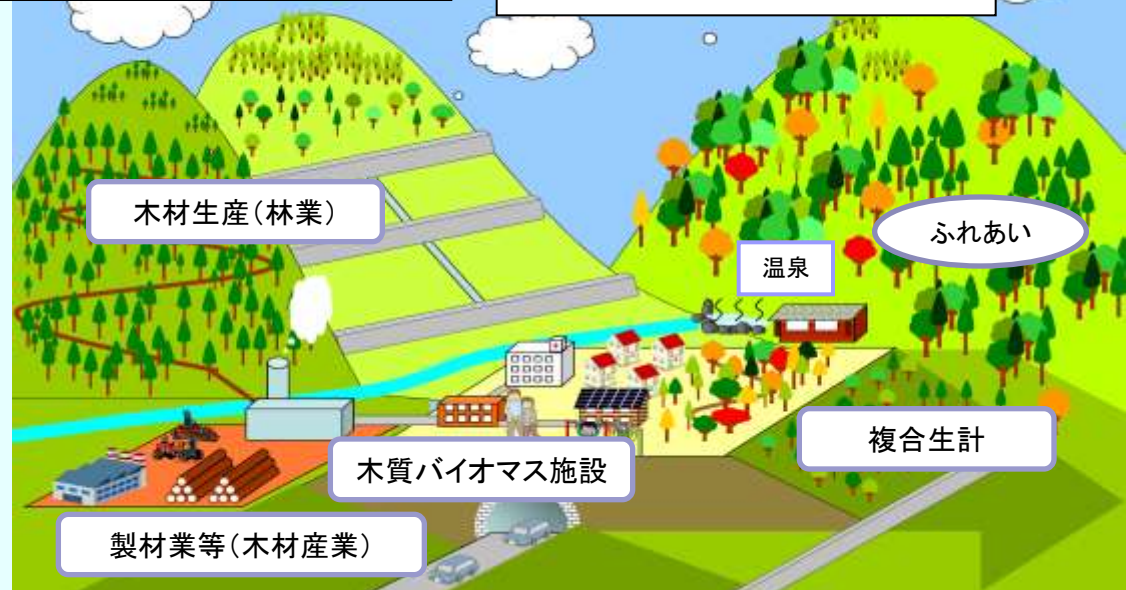 木材生産(林業)
ふれあい
温泉
複合生計
木質バイオマス施設
製材業等(木材産業)